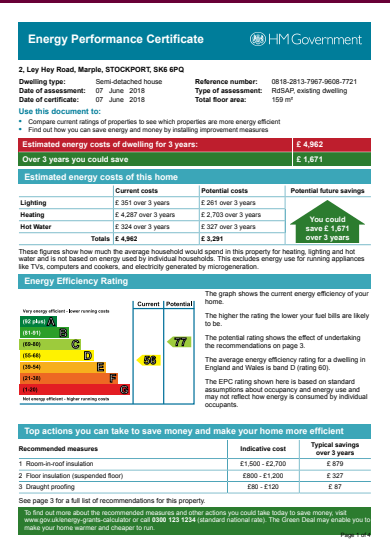 Energy Performance Certificate
HM Government
2, Ley Hey Road, Marple, STOCKPORT, SK6 6PQ
Dwelling type: Semi-detached house Reference number: 0818-2813-7967-9608-7721
Date of assessment: 07 June 2018 Type of assessment: RdSAP, existing dwelling
Date of certificate: 07 June 2018 Total floor area: 159 m²
Use this document to:
• Compare current ratings of properties to see which properties are more energy efficient
• Find out how you can save energy and money by installing improvement measures
Estimated energy costs of dwelling for 3 years: £ 4,962
Over 3 years you could save £ 1,671
Estimated energy costs of this home
Current costs Potential costs Potential future savings
Lighting £ 351 over 3 years £ 261 over 3 years
Heating £ 4,287 over 3 years £ 2,703 over 3 years
Hot Water £ 324 over 3 years £ 327 over 3 years
Totals £ 4,962 £ 3,291
You could
save £ 1,671
over 3 years
These figures show how much the average household would spend in this property for heating, lighting and hot
water and is not based on energy used by individual households. This excludes energy use for running appliances
like TVs, computers and cookers, and electricity generated by microgeneration.
Energy Efficiency Rating
Current Potential
Very energy efficient - lower running costs
(92 plus) A
(81-91) B
(69-80) C
(55-68) D
(39-54) E
(21-38) F
(1-20) G
Not energy efficient - higher running costs
56
77
The graph shows the current energy efficiency of your
home.
The higher the rating the lower your fuel bills are likely
to be.
The potential rating shows the effect of undertaking
the recommendations on page 3.
The average energy efficiency rating for a dwelling in
England and Wales is band D (rating 60).
The EPC rating shown here is based on standard
assumptions about occupancy and energy use and
may not reflect how energy is consumed by individual
occupants.
Top actions you can take to save money and make your home more efficient
Recommended measures Indicative cost Typical savings
over 3 years
1 Room-in-roof insulation £1,500 - £2,700 £ 879
2 Floor insulation (suspended floor) £800 - £1,200 £ 327
3 Draught proofing £80 - £120 £ 87
See page 3 for a full list of recommendations for this property.
To find out more about the recommended measures and other actions you could take today to save money, visit
www.gov.uk/energy-grants-calculator or call 0300 123 1234 (standard national rate). The Green Deal may enable you to
make your home warmer and cheaper to run.
Page 1 of 4